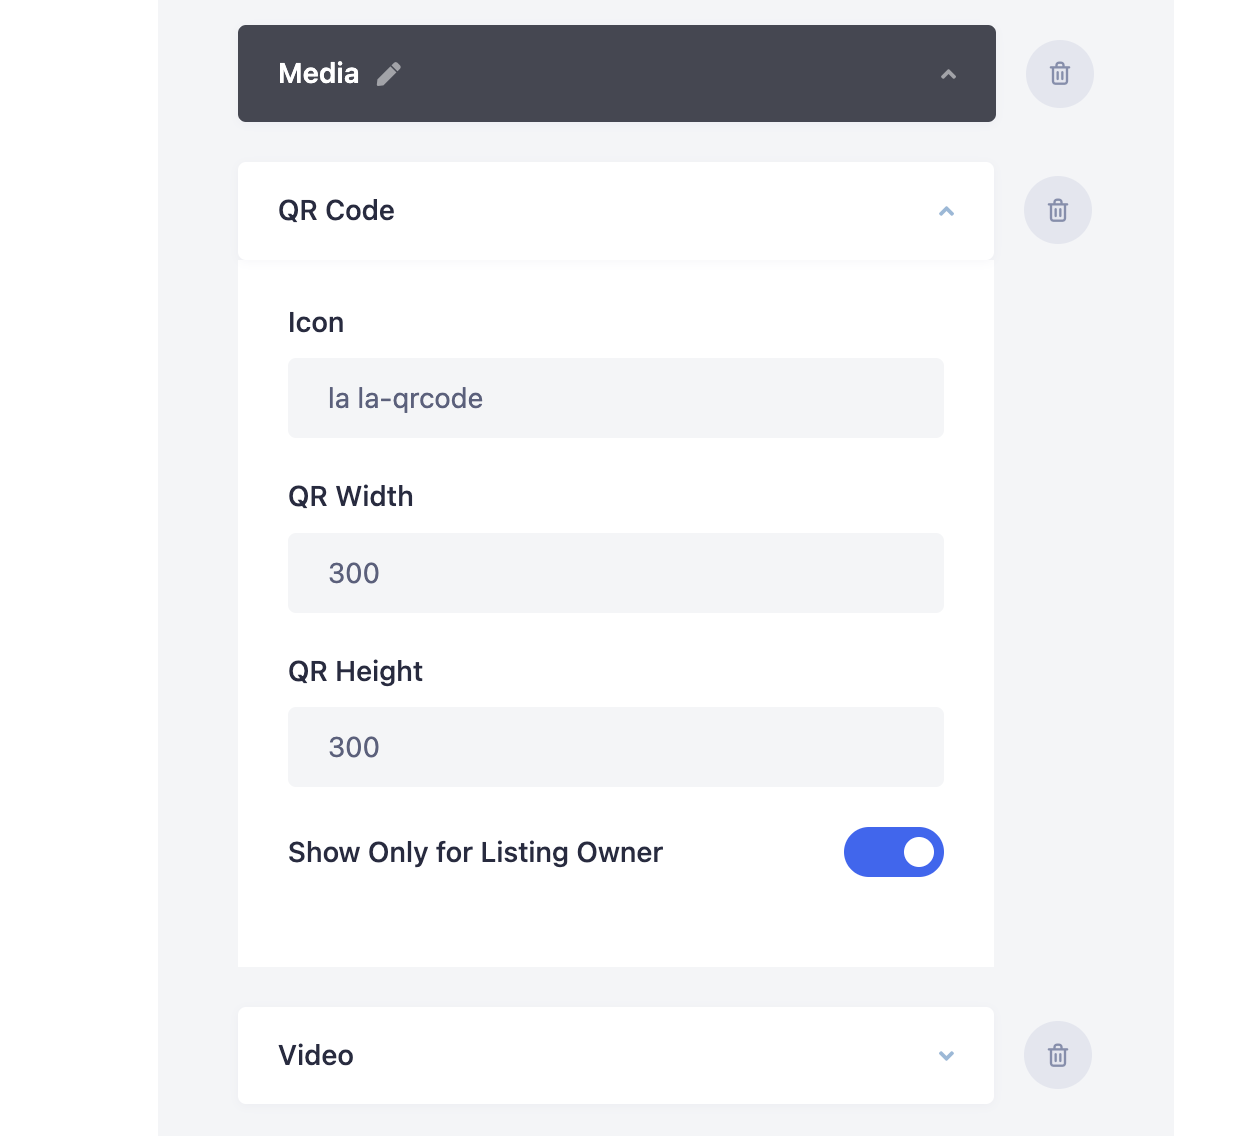 Media
QR Code
Icon
la la-qrcode
QR Width
300
QR Height
300
Show Only for Listing Owner
Video